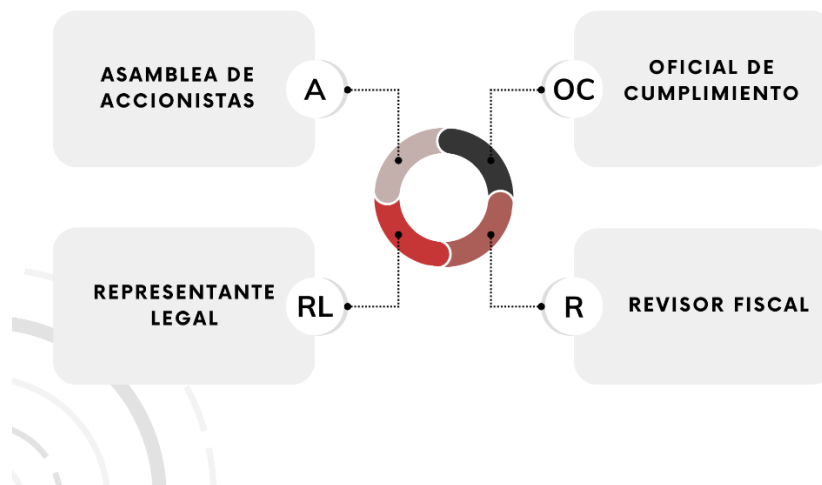 ASAMBLEA DE
ACCIONISTAS
A
OC
OFICIAL DE
CUMPLIMIENTO
REPRESENTANTE
LEGAL
RL
R
REVISOR FISCAL